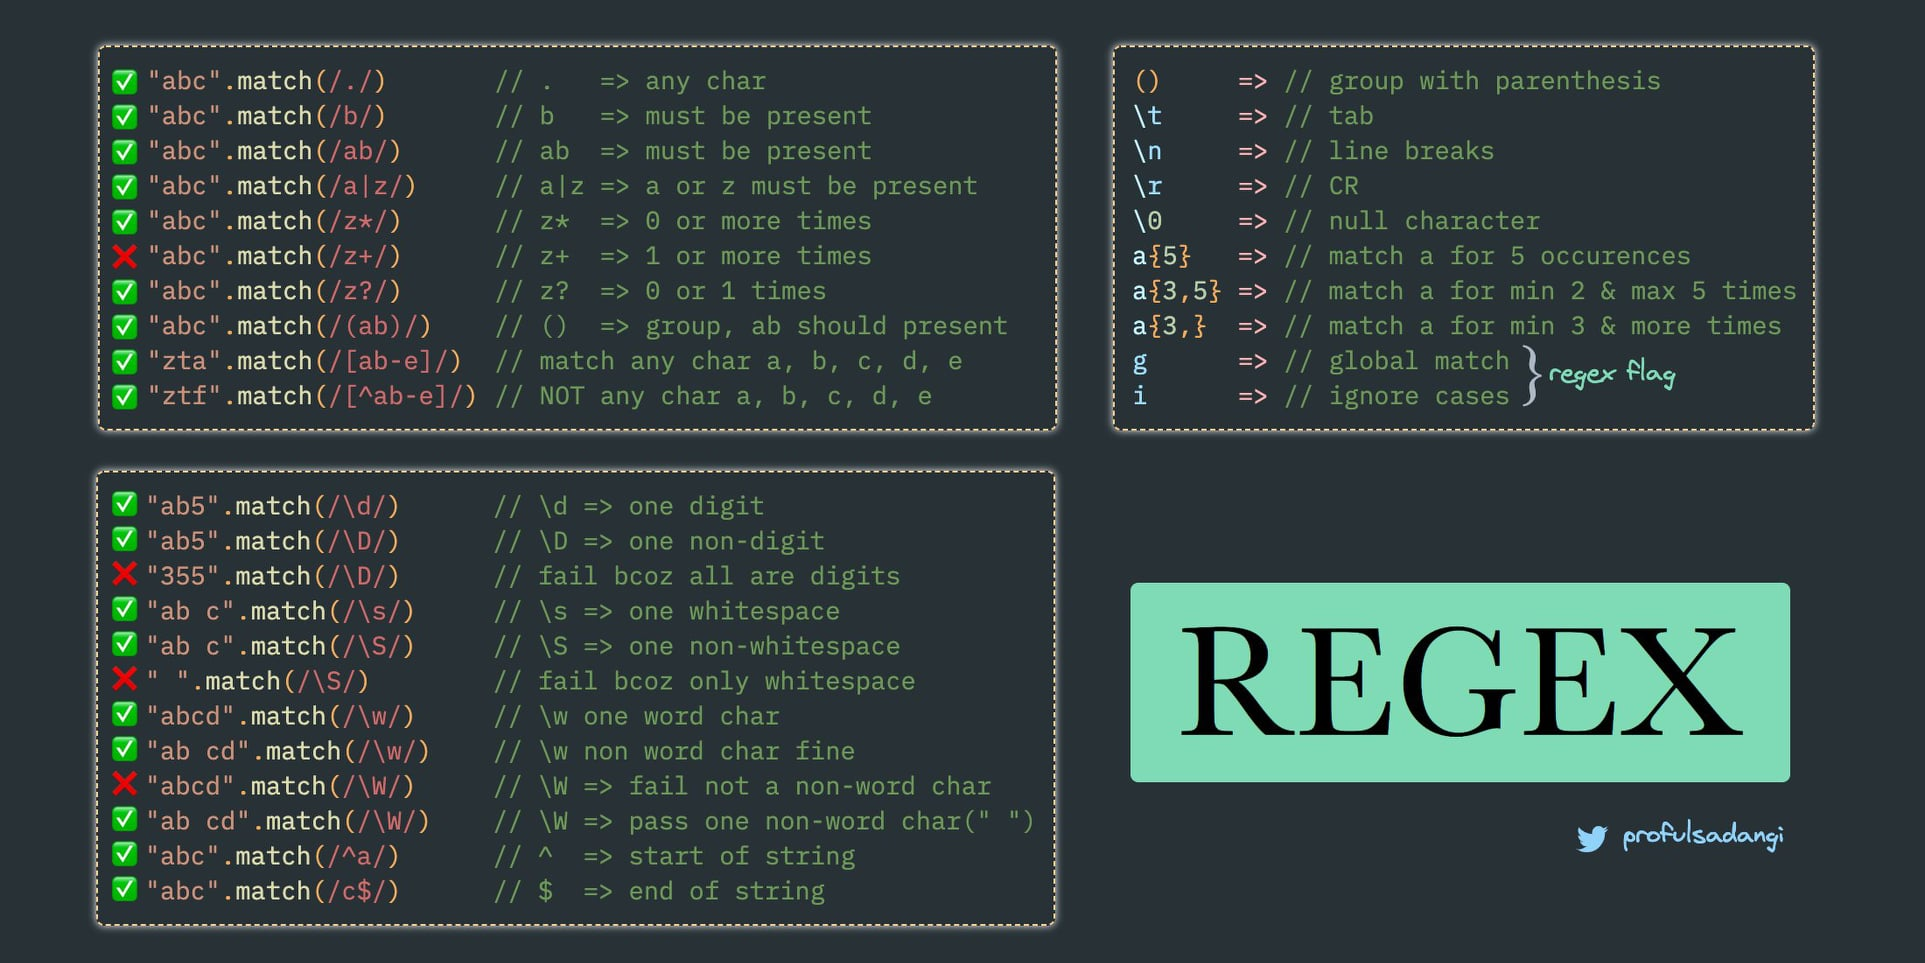 ✅ "abc".match(/./) // . => any char
✅ "abc".match(/b/) // b => must be present
✅ "abc".match(/ab/) // ab => must be present
✅ "abc".match(/a|z/) // a|z => a or z must be present
✅ "abc".match(/z*/) // z* => 0 or more times
❌ "abc".match(/z+/) // z+ => 1 or more times
✅ "abc".match(/z?/) // z? => 0 or 1 times
✅ "abc".match(/(ab)/) // () => group, ab should present
✅ "zta".match(/[ab-e]/) // match any char a, b, c, d, e
✅ "ztf".match(/[^ab-e]/) // NOT any char a, b, c, d, e
() => // group with parenthesis
\t => // tab
\n => // line breaks
\r => // CR
\0 => // null character
a{5} => // match a for 5 occurences
a{3,5} => // match a for min 2 & max 5 times
a{3,} => // match a for min 3 & more times
g => // global match
i => // ignore cases
} regex flag
✅ "ab5".match(/\d/) // \d => one digit
✅ "ab5".match(/\D/) // \D => one non-digit
❌ "355".match(/\D/) // fail bcoz all are digits
✅ "ab c".match(/\s/) // \s => one whitespace
✅ "ab c".match(/\S/) // \S => one non-whitespace
❌ " ".match(/\S/) // fail bcoz only whitespace
✅ "abcd".match(/\w/) // \w one word char
✅ "ab cd".match(/\w/) // \w non word char fine
❌ "abcd".match(/\W/) // \W => fail not a non-word char
✅ "ab cd".match(/\W/) // \W => pass one non-word char(" ")
✅ "abc".match(/^a/) // ^ => start of string
✅ "abc".match(/c$/) // $ => end of string
REGEX
profulsadangi